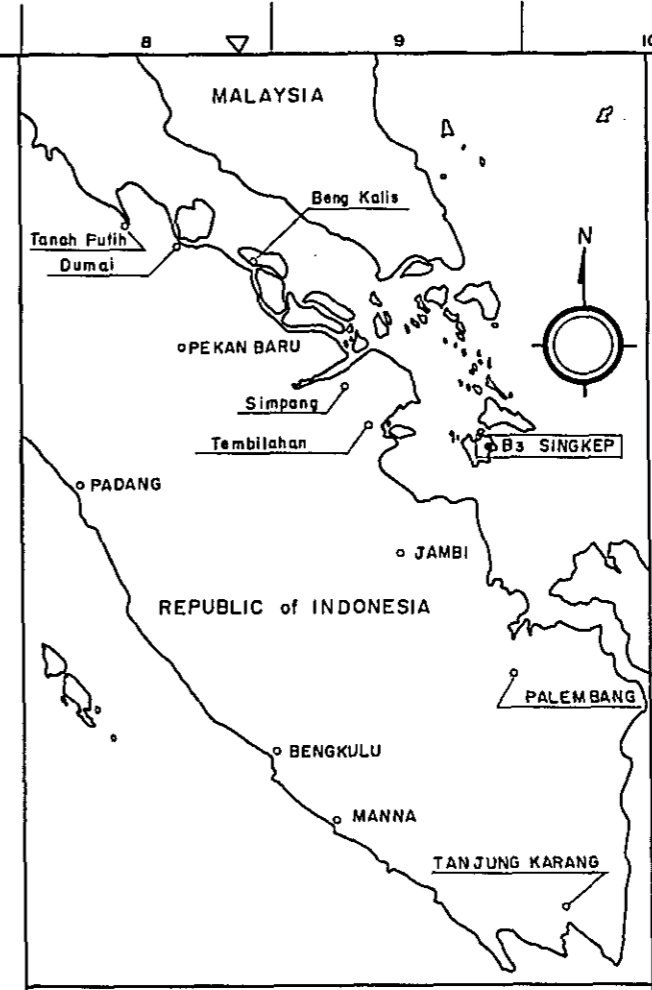 8
9
10
MALAYSIA
Beng Kalis
Tanah Putih
Dumai
N
PEKAN BARU
Simpang
Tembilahan
B3 SINGKEP
PADANG
JAMBI
REPUBLIC of INDONESIA
PALEMBANG
BENGKULU
MANNA
TANJUNG KARANG